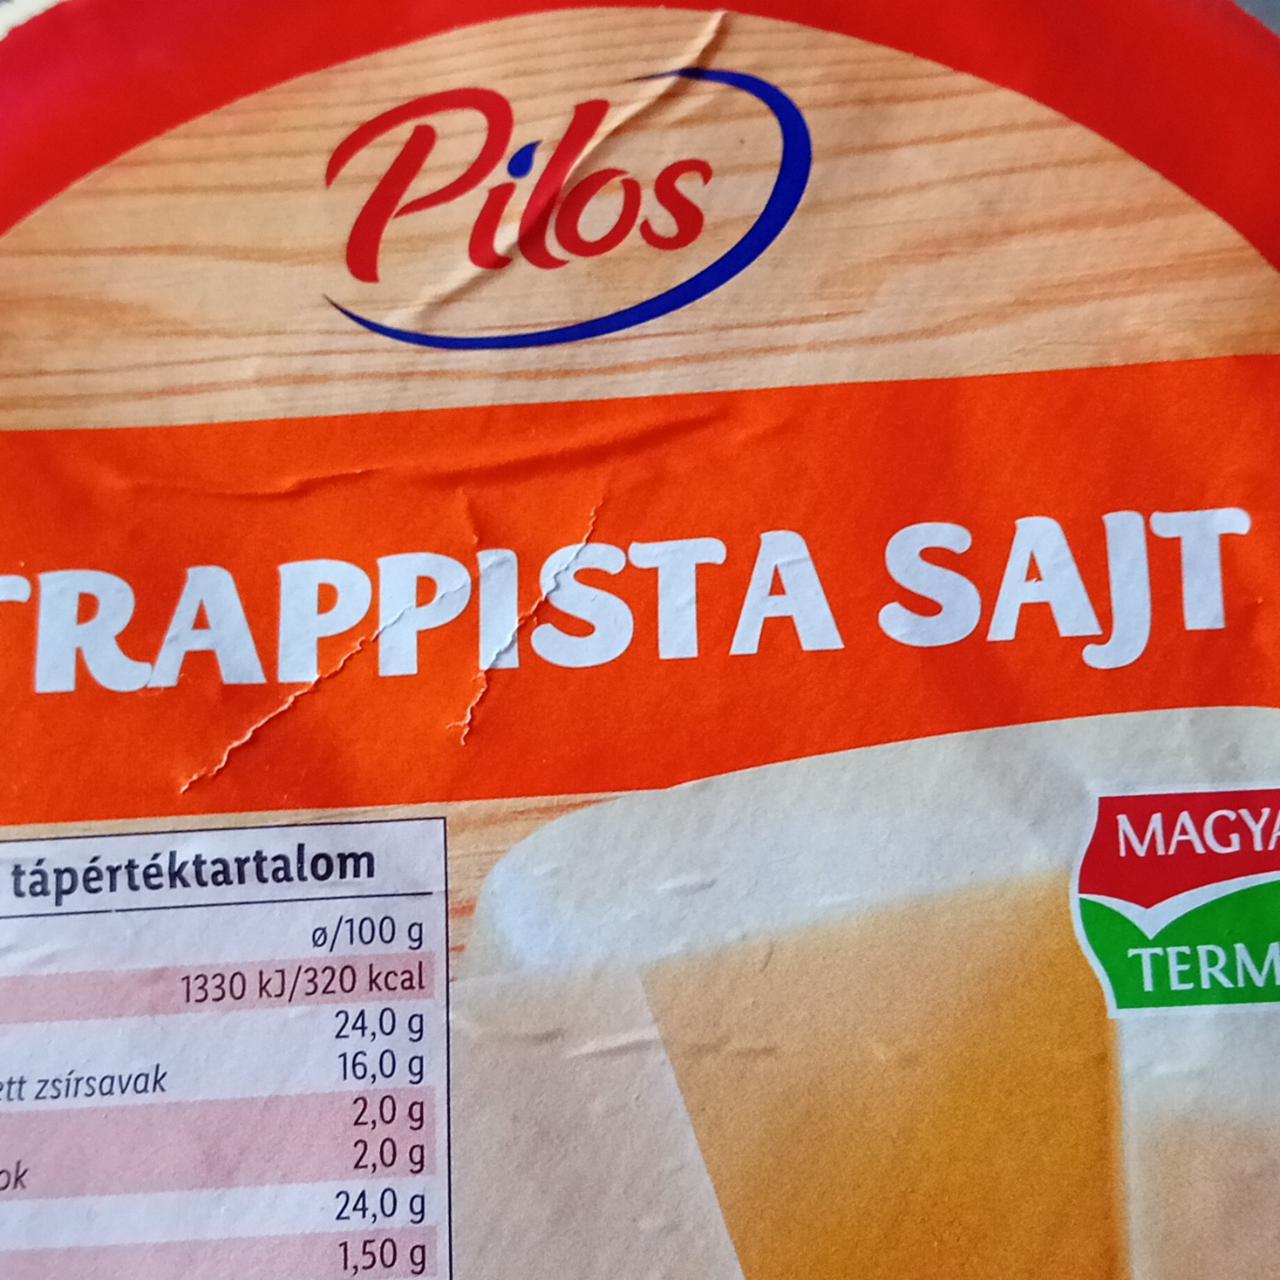 Pilos
TRAPPISTA SAJT
tápértéktartalom
ø/100 g
1330 kJ/320 kcal
24,0 g
16,0 g
ett zsírsavak
2,0 g
2,0 g
ok
24,0 g
1,50 g
MAGYA
TERM